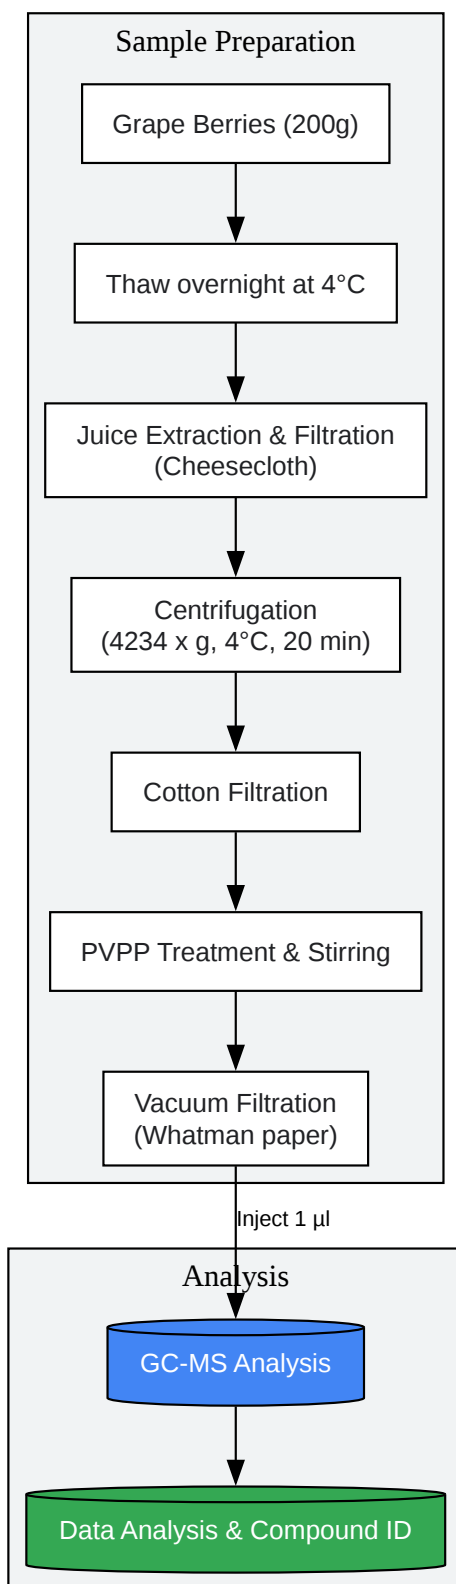 Sample Preparation
Grape Berries (200g)
Thaw overnight at 4°C
Juice Extraction & Filtration
(Cheesecloth)
Centrifugation
(4234 x g, 4°C, 20 min)
Cotton Filtration
PVPP Treatment & Stirring
Vacuum Filtration
(Whatman paper)
Inject 1 µl
Analysis
GC-MS Analysis
Data Analysis & Compound ID